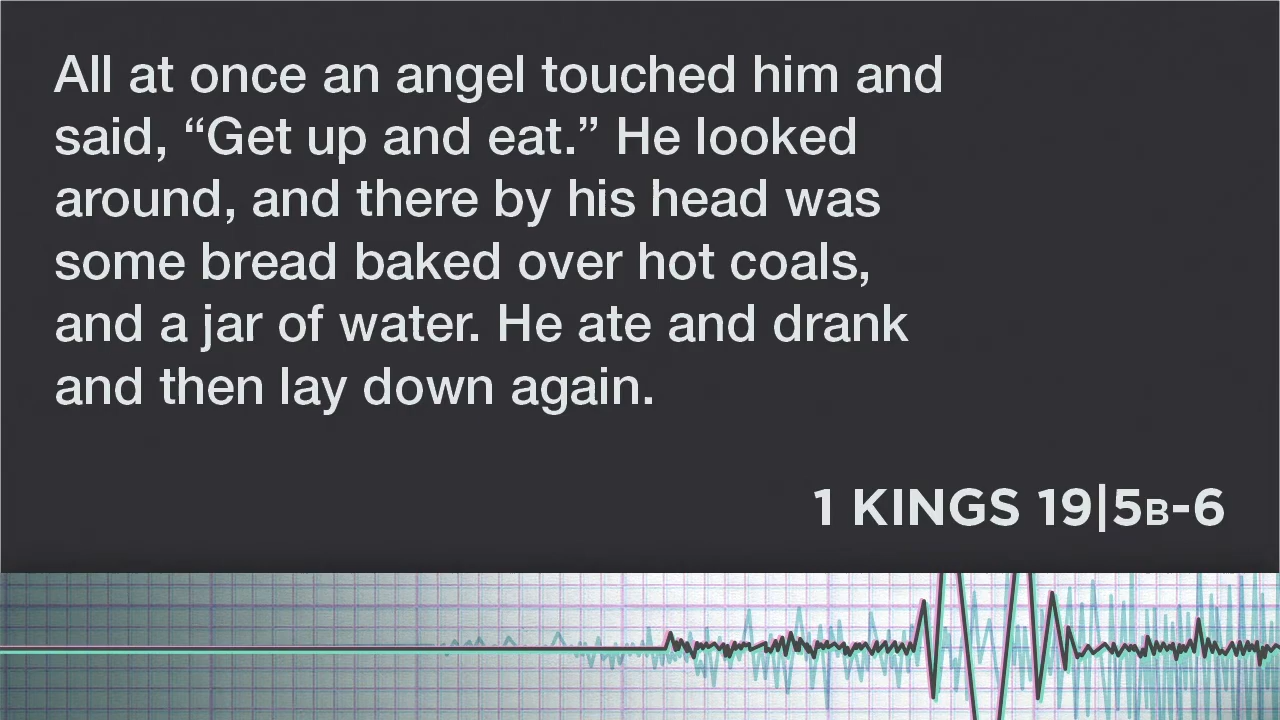 All at once an angel touched him and
said, “Get up and eat.” He looked
around, and there by his head was
some bread baked over hot coals,
and a jar of water. He ate and drank
and then lay down again.
1 KINGS 19|5B-6